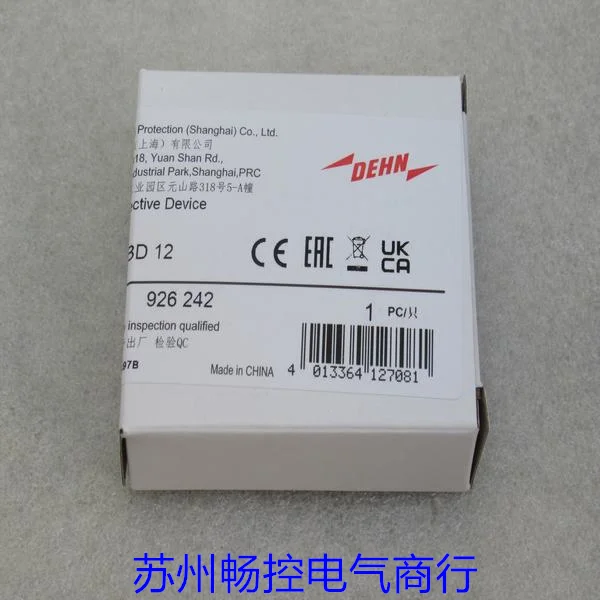 Protection (Shanghai) Co., Ltd.
上海）有限公司
18, Yuan Shan Rd.,
dustrial Park,Shanghai,PRC
业园区元山路318号5-A幢
ective Device
DEHN
BD 12
CE EAC UK CA
926 242
1 PC/只
inspection qualified
出厂 检验QC
97B
Made in CHINA
4 013364 127081
苏州畅控电气商行